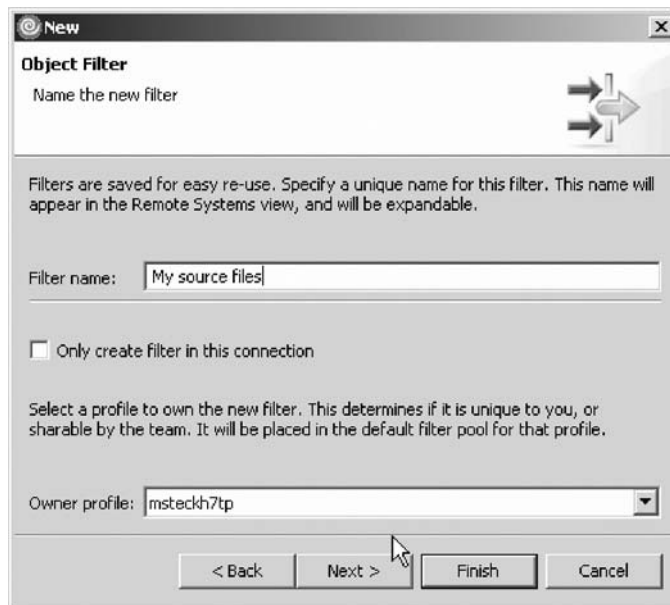 New
Object Filter
Name the new filter
Filters are saved for easy re-use. Specify a unique name for this filter. This name will
appear in the Remote Systems view, and will be expandable.
Filter name: My source files
Only create filter in this connection
Select a profile to own the new filter. This determines if it is unique to you, or
sharable by the team. It will be placed in the default filter pool for that profile.
Owner profile: msteckh7tp
< Back Next > Finish Cancel